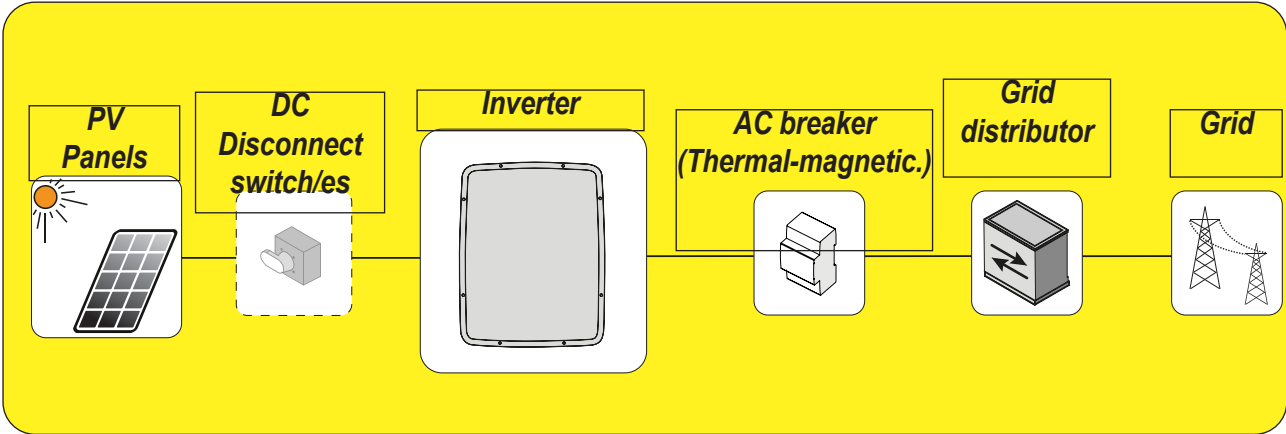 PV
Panels
DC
Disconnect
switch/es
Inverter
AC breaker
(Thermal-magnetic.)
Grid
distributor
Grid